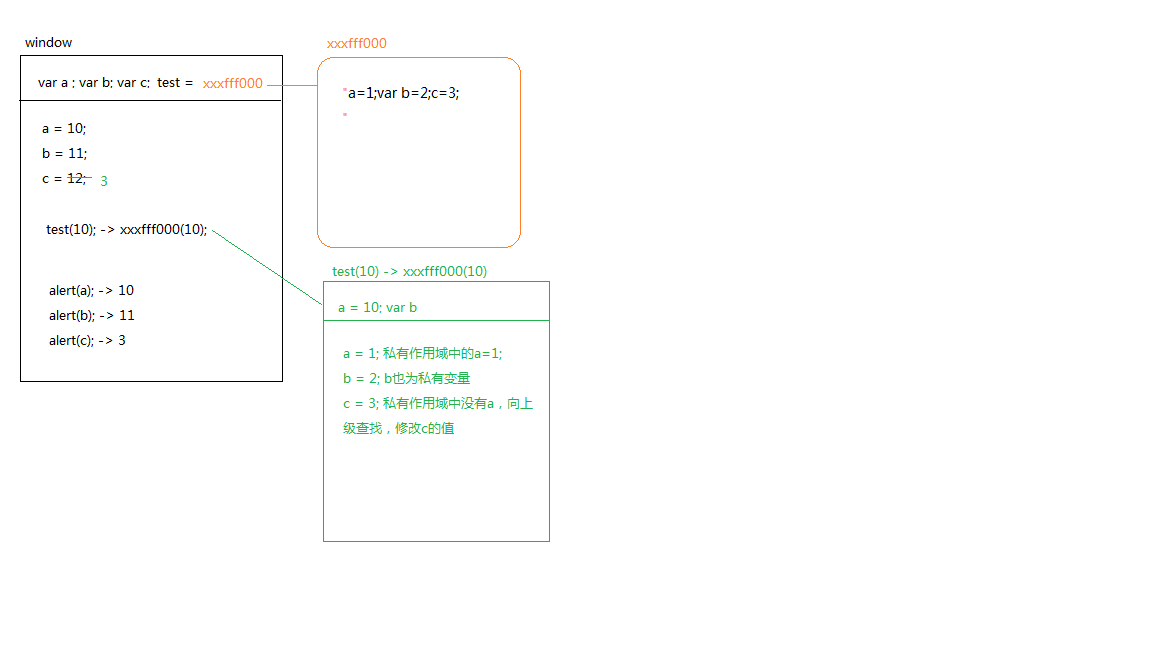 window
var a ; var b; var c;  test =  xxxfff000
a = 10;
b = 11;
c = 12; 3
test(10); -> xxxfff000(10);
alert(a); -> 10
alert(b); -> 11
alert(c); -> 3
xxxfff000
"a=1;var b=2;c=3;
"
test(10) -> xxxfff000(10)
a = 10; var b
a = 1; 私有作用域中的a=1;
b = 2; b也为私有变量
c = 3; 私有作用域中没有a，向上
级查找，修改c的值